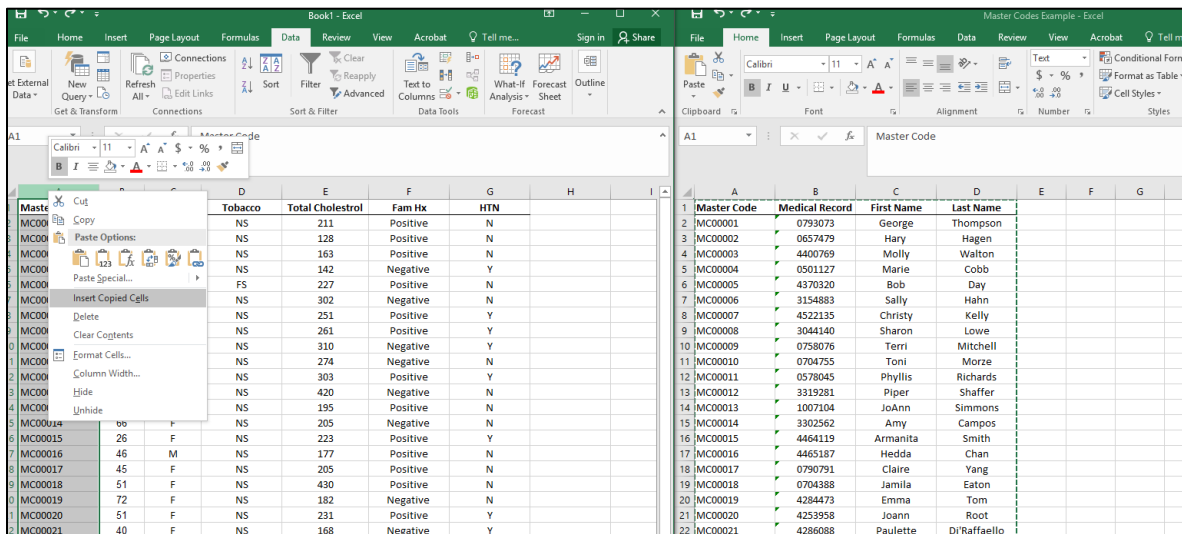 Book1 - Excel
File Home Insert Page Layout Formulas Data Review View Acrobat Tell me... Sign in Share
et External Data
New Query
Refresh All
Connections
Properties
Edit Links
Sort
Filter
Clear
Reapply
Advanced
Text to Columns
What-If Analysis
Forecast Sheet
Outline
Get & Transform Connections Sort & Filter Data Tools Forecast
A1
Calibri 11 A A $ % ,
B I A
D E F G H I
Cut
Copy
Paste Options:
123 fx %
Paste Special...
Insert Copied Cells
Delete
Clear Contents
Format Cells...
Column Width...
Hide
Unhide
Maste Tobacco Total Cholestrol Fam Hx HTN
NS 211 Positive N
NS 128 Positive N
NS 163 Positive N
NS 142 Negative Y
FS 227 Positive N
NS 302 Negative N
NS 251 Positive Y
NS 261 Positive Y
NS 310 Negative Y
NS 274 Negative N
NS 303 Positive Y
NS 420 Negative N
NS 195 Positive N
MC00014 66 F NS 205 Negative N
MC00015 26 F NS 223 Positive Y
MC00016 46 M NS 177 Positive N
MC00017 45 F NS 205 Positive N
MC00018 51 F NS 430 Positive N
MC00019 72 F NS 182 Negative N
MC00020 51 F NS 231 Positive Y
MC00021 40 F NS 168 Negative Y
Master Codes Example - Excel
File Home Insert Page Layout Formulas Data Review View Acrobat Tell m
Paste
Calibri 11 A A
B I U A
Text
$ % ,
Conditional Form
Format as Table
Cell Styles
Clipboard Font Alignment Number Styles
A1 fx Master Code
A B C D E F G
1 Master Code Medical Record First Name Last Name
2 MC00001 0793073 George Thompson
3 MC00002 0657479 Hary Hagen
4 MC00003 4400769 Molly Walton
5 MC00004 0501127 Marie Cobb
6 MC00005 4370320 Bob Day
7 MC00006 3154883 Sally Hahn
8 MC00007 4522135 Christy Kelly
9 MC00008 3044140 Sharon Lowe
10 MC00009 0758076 Terri Mitchell
11 MC00010 0704755 Toni Morze
12 MC00011 0578045 Phyllis Richards
13 MC00012 3319281 Piper Shaffer
14 MC00013 1007104 JoAnn Simmons
15 MC00014 3302562 Amy Campos
16 MC00015 4464119 Armanita Smith
17 MC00016 4465187 Hedda Chan
18 MC00017 0790791 Claire Yang
19 MC00018 0704388 Jamila Eaton
20 MC00019 4284473 Emma Tom
21 MC00020 4253958 Joann Root
22 MC00021 4286088 Paulette Di'Raffaello